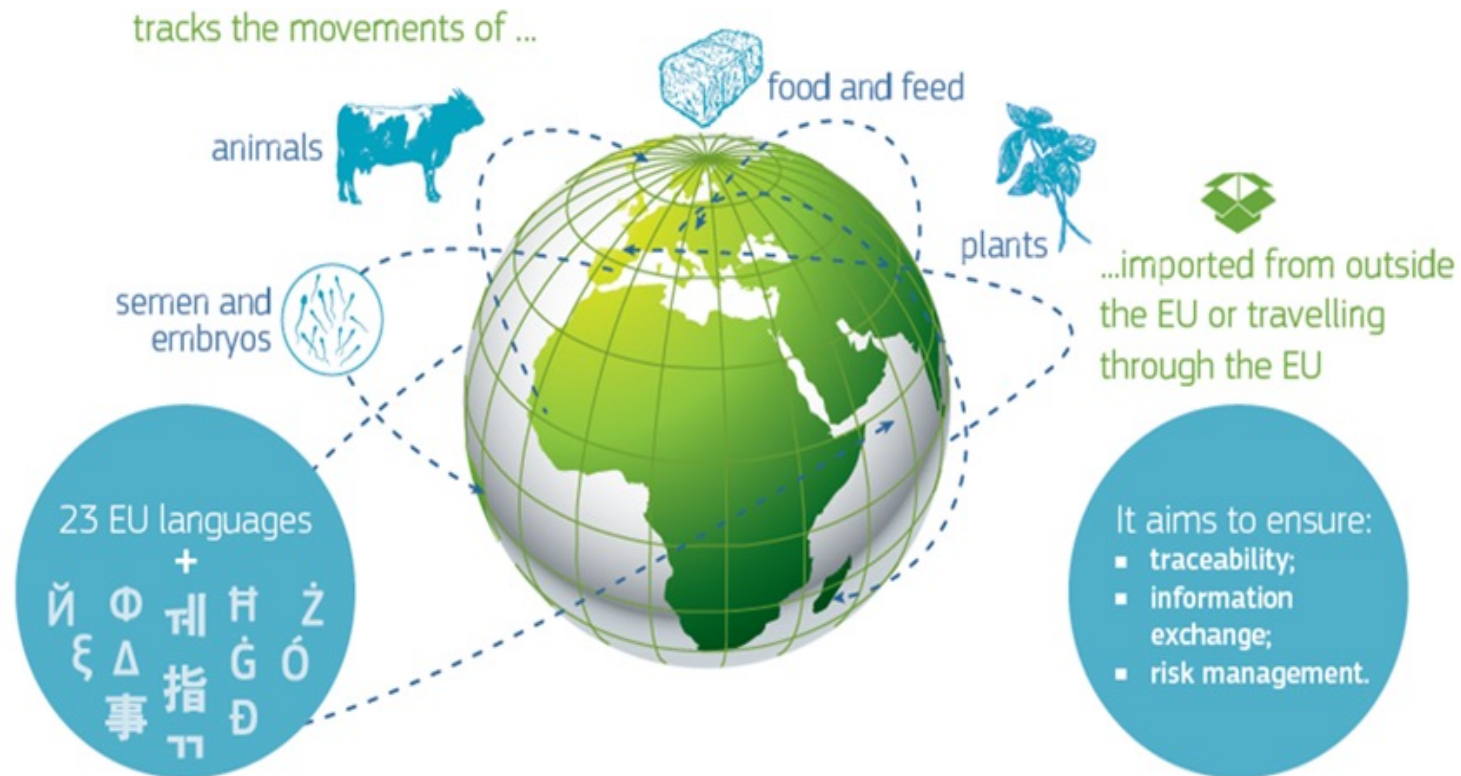 tracks the movements of ...
food and feed
animals
plants
semen and
embryos
...imported from outside
the EU or travelling
through the EU
23 EU languages
+
Й Ф 계 Ħ Ż
ξ Δ 指 Ġ Ó
事 ㄲ Đ
It aims to ensure:
▪ traceability;
▪ information
exchange;
▪ risk management.